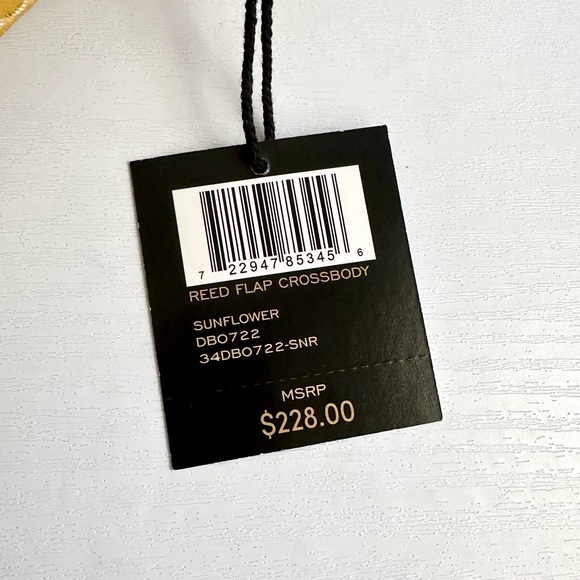 7 22947 85345 6
REED FLAP CROSSBODY
SUNFLOWER
DB0722
34DB0722-SNR
MSRP
$228.00